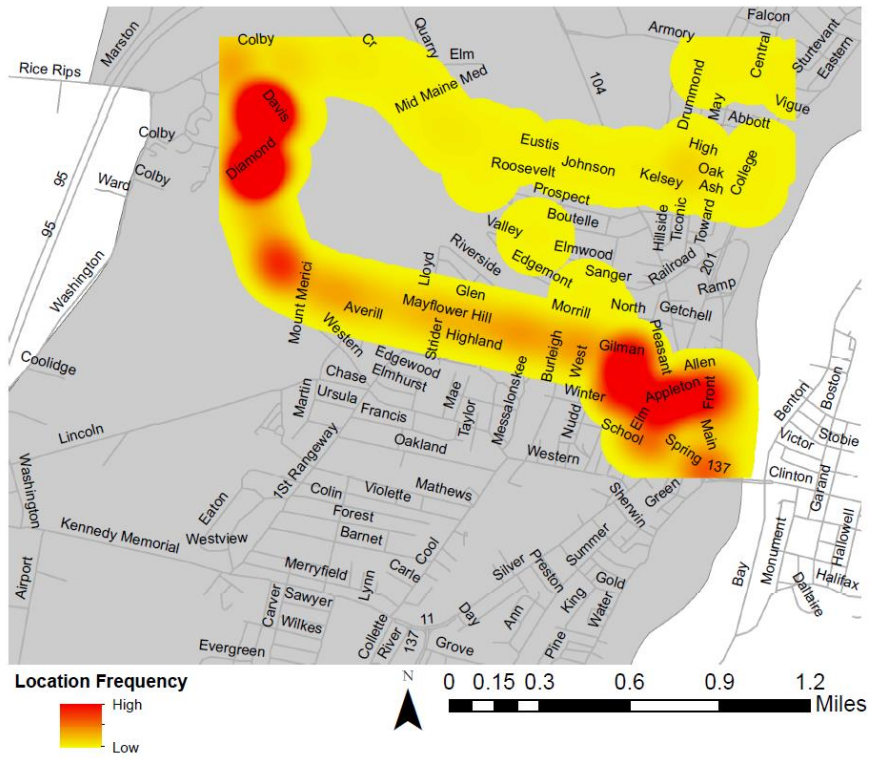 Falcon
Armory
Central
Sturtevant
Eastern
Marston
Colby
Cr
Quarry
Elm
Rice Rips
Mid Maine Med
104
Drummond
May
Vigue
Abbott
Davis
Colby
Diamond
Eustis
High
Johnson
Roosevelt
Kelsey
Oak
Ash
College
Colby
Ward
95
95
Prospect
Boutelle
Hillside
Ticonic
Toward
Valley
Elmwood
Riverside
Edgemont
Sanger
Railroad
201
Ramp
Washington
Lloyd
Glen
Mount Merici
Averill
Mayflower Hill
Morrill
North
Getchell
Strider
Highland
Western
Edgewood
Elmhurst
Burleigh
West
Gilman
Pleasant
Allen
Coolidge
Chase
Martin
Ursula
Francis
Mae
Taylor
Messalonskee
Winter
Nudd
Appleton
Front
Elm
School
Main
Spring
137
Benton
Boston
Lincoln
Oakland
Western
Victor
Stobie
Clinton
Garand
Washington
1St Rangeway
Eaton
Colin
Violette
Mathews
Sherwin
Green
Hallowell
Forest
Kennedy Memorial
Westview
Barnet
Cool
Summer
Monument
Merryfield
Carle
Silver
Preston
Gold
Bay
Halifax
Dallaire
Airport
Carver
Sawyer
Lynn
Wilkes
King
Water
Ann
Day
11
Collette
River
137
Grove
Pine
Evergreen
Location Frequency
High
Low
N
0 0.15 0.3 0.6 0.9 1.2
Miles